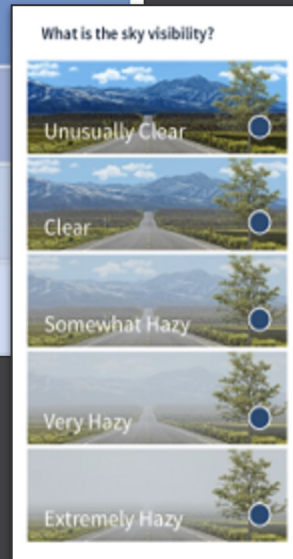 What is the sky visibility?
Unusually Clear
Clear
Somewhat Hazy
Very Hazy
Extremely Hazy